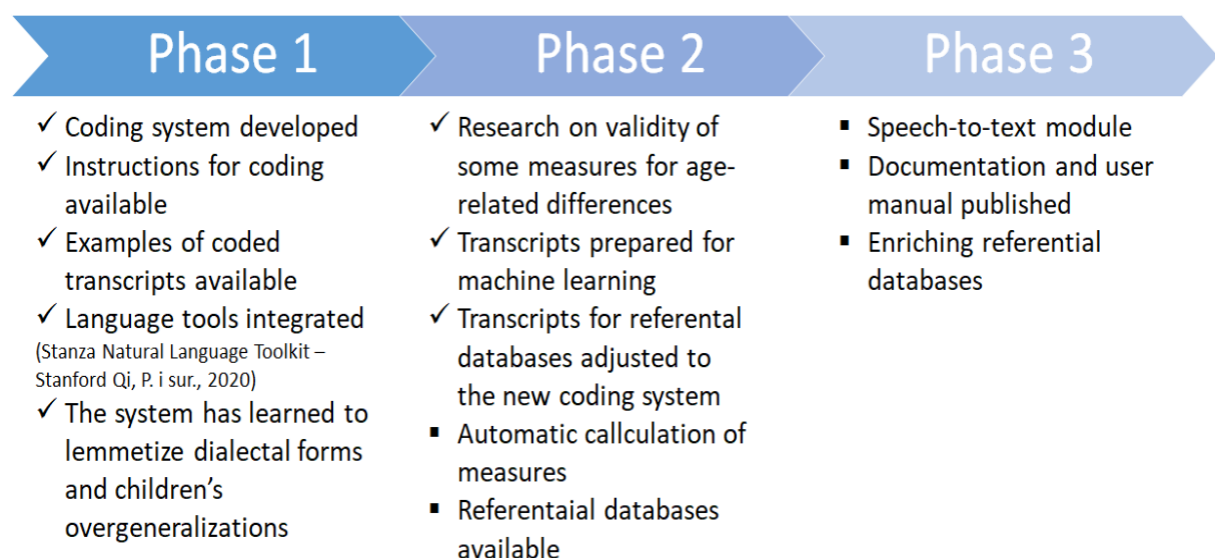 Phase 1
✓ Coding system developed
✓ Instructions for coding
available
✓ Examples of coded
transcripts available
✓ Language tools integrated
(Stanza Natural Language Toolkit –
Stanford Qi, P. i sur., 2020)
✓ The system has learned to
lemmetize dialectal forms
and children's
overgeneralizations
Phase 2
✓ Research on validity of
some measures for age-
related differences
✓ Transcripts prepared for
machine learning
✓ Transcripts for referental
databases adjusted to
the new coding system
▪ Automatic callculation of
measures
▪ Referentaial databases
available
Phase 3
▪ Speech-to-text module
▪ Documentation and user
manual published
▪ Enriching referential
databases